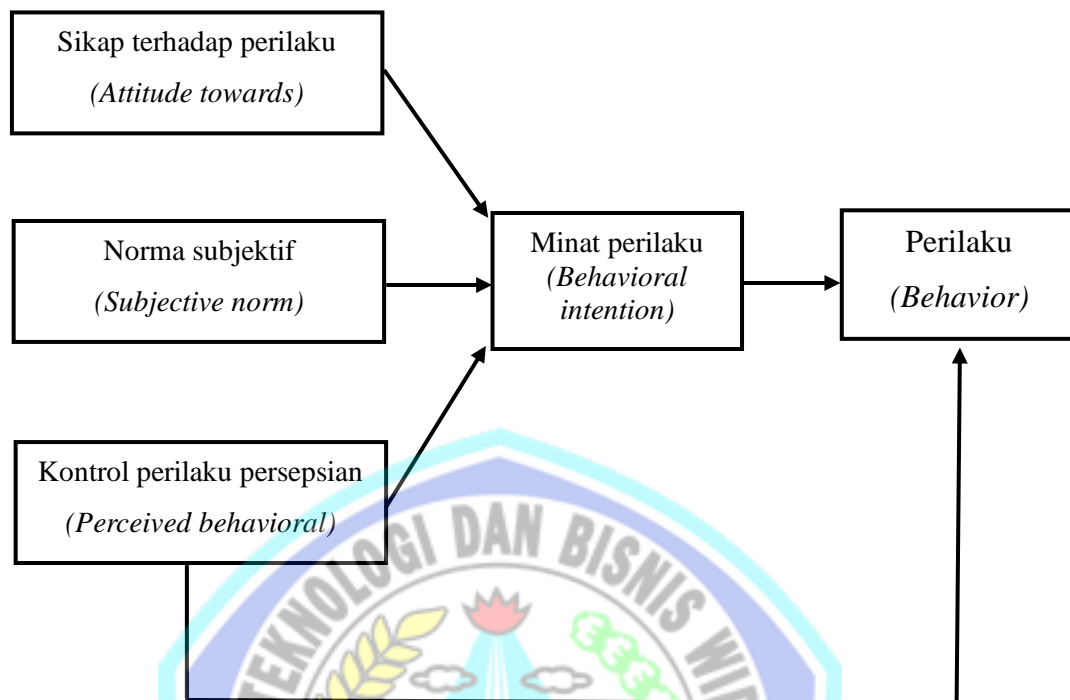 Sikap terhadap perilaku
(Attitude towards)
Norma subjektif
(Subjective norm)
Minat perilaku
(Behavioral
intention)
Perilaku
(Behavior)
Kontrol perilaku persepsian
(Perceived behavioral)
TEKNOLOGI DAN BISNIS